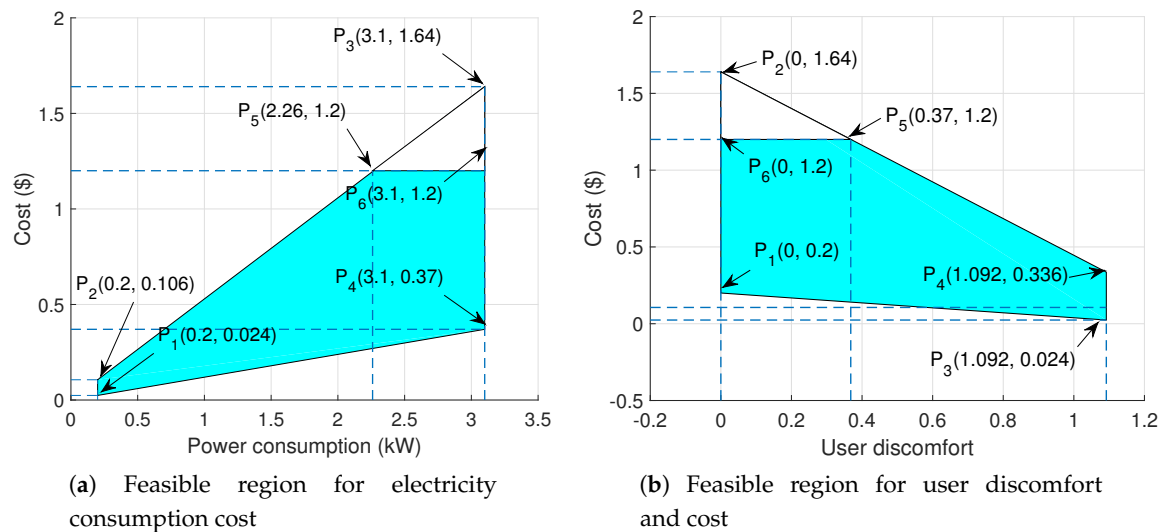 2
1.5
1
0.5
0
0
0.5
1
1.5
2
2.5
3
3.5
Cost ($)
Power consumption (kW)
P3(3.1, 1.64)
P5(2.26, 1.2)
P6(3.1, 1.2)
P4(3.1, 0.37)
P2(0.2, 0.106)
P1(0.2, 0.024)
(a) Feasible region for electricity
consumption cost
2
1.5
1
0.5
0
-0.5
-0.2
0
0.2
0.4
0.6
0.8
1
1.2
Cost ($)
User discomfort
P2(0, 1.64)
P5(0.37, 1.2)
P6(0, 1.2)
P1(0, 0.2)
P4(1.092, 0.336)
P3(1.092, 0.024)
(b) Feasible region for user discomfort
and cost